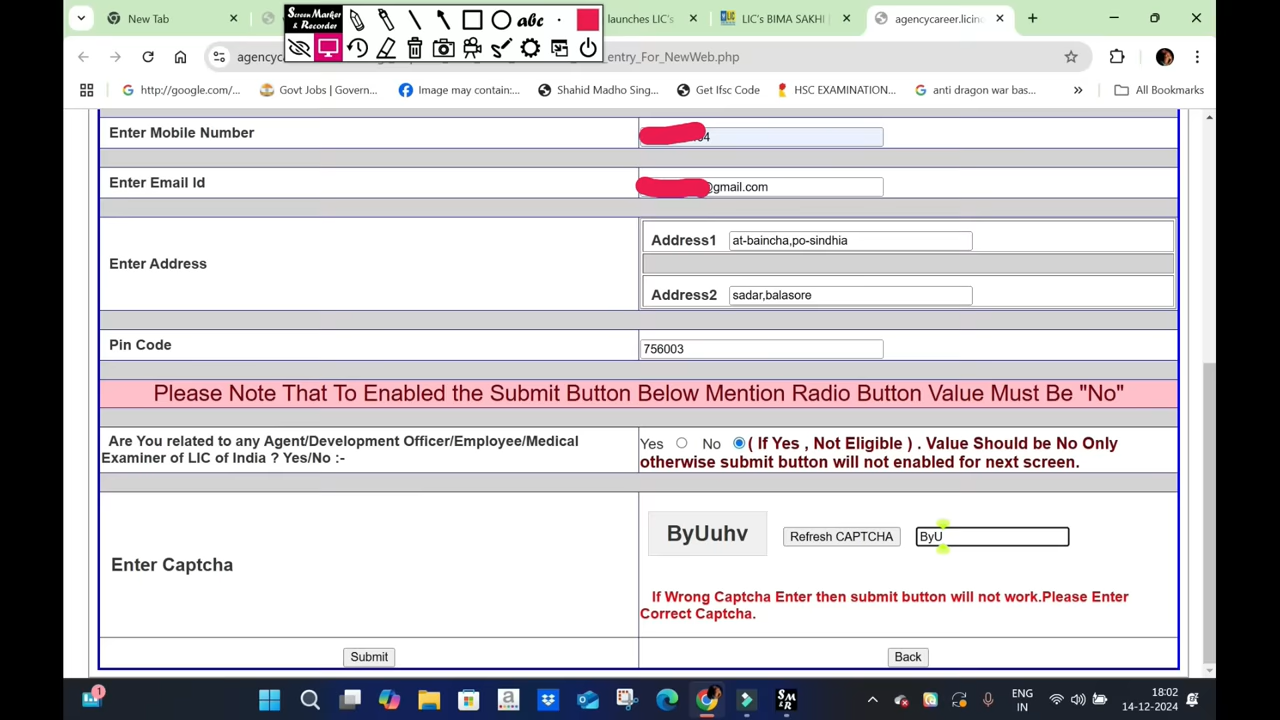 New Tab
launches LIC's
LIC's BIMA SAKHI
agencycareer.licinc
Screen Marker
& Recorder
abc
agencyc
entry_For_NewWeb.php
http://google.com/...
Govt Jobs | Govern...
Image may contain:...
Shahid Madho Sing...
Get Ifsc Code
HSC EXAMINATION...
anti dragon war bas...
»
All Bookmarks
Enter Mobile Number
4
Enter Email Id
@gmail.com
Enter Address
Address1 at-baincha,po-sindhia
Address2 sadar,balasore
Pin Code
756003
Please Note That To Enabled the Submit Button Below Mention Radio Button Value Must Be "No"
Are You related to any Agent/Development Officer/Employee/Medical
Examiner of LIC of India ? Yes/No :-
Yes No ( If Yes , Not Eligible ) . Value Should be No Only
otherwise submit button will not enabled for next screen.
Enter Captcha
ByUuhv
Refresh CAPTCHA
ByU
If Wrong Captcha Enter then submit button will not work.Please Enter
Correct Captcha.
Submit
Back
1
a
S M
& R
ENG
IN
18:02
14-12-2024